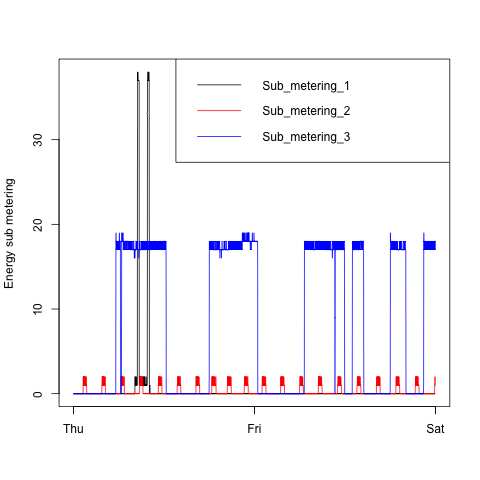 Sub_metering_1
Sub_metering_2
Sub_metering_3
Energy sub metering
30
20
10
0
Thu
Fri
Sat